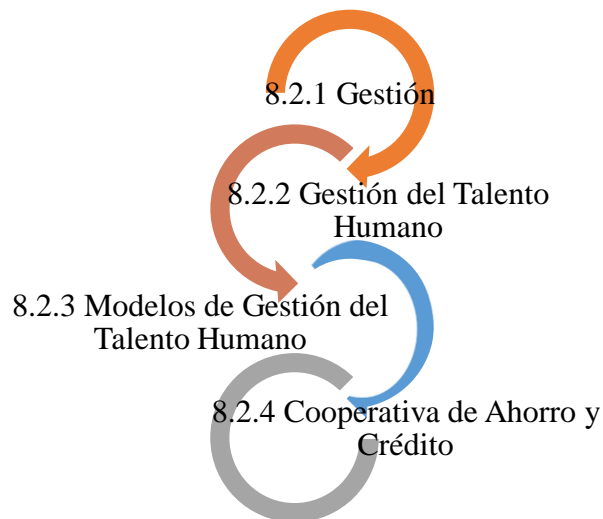 8.2.1 Gestión
8.2.2 Gestión del Talento
Humano
8.2.3 Modelos de Gestión del
Talento Humano
8.2.4 Cooperativa de Ahorro y
Crédito